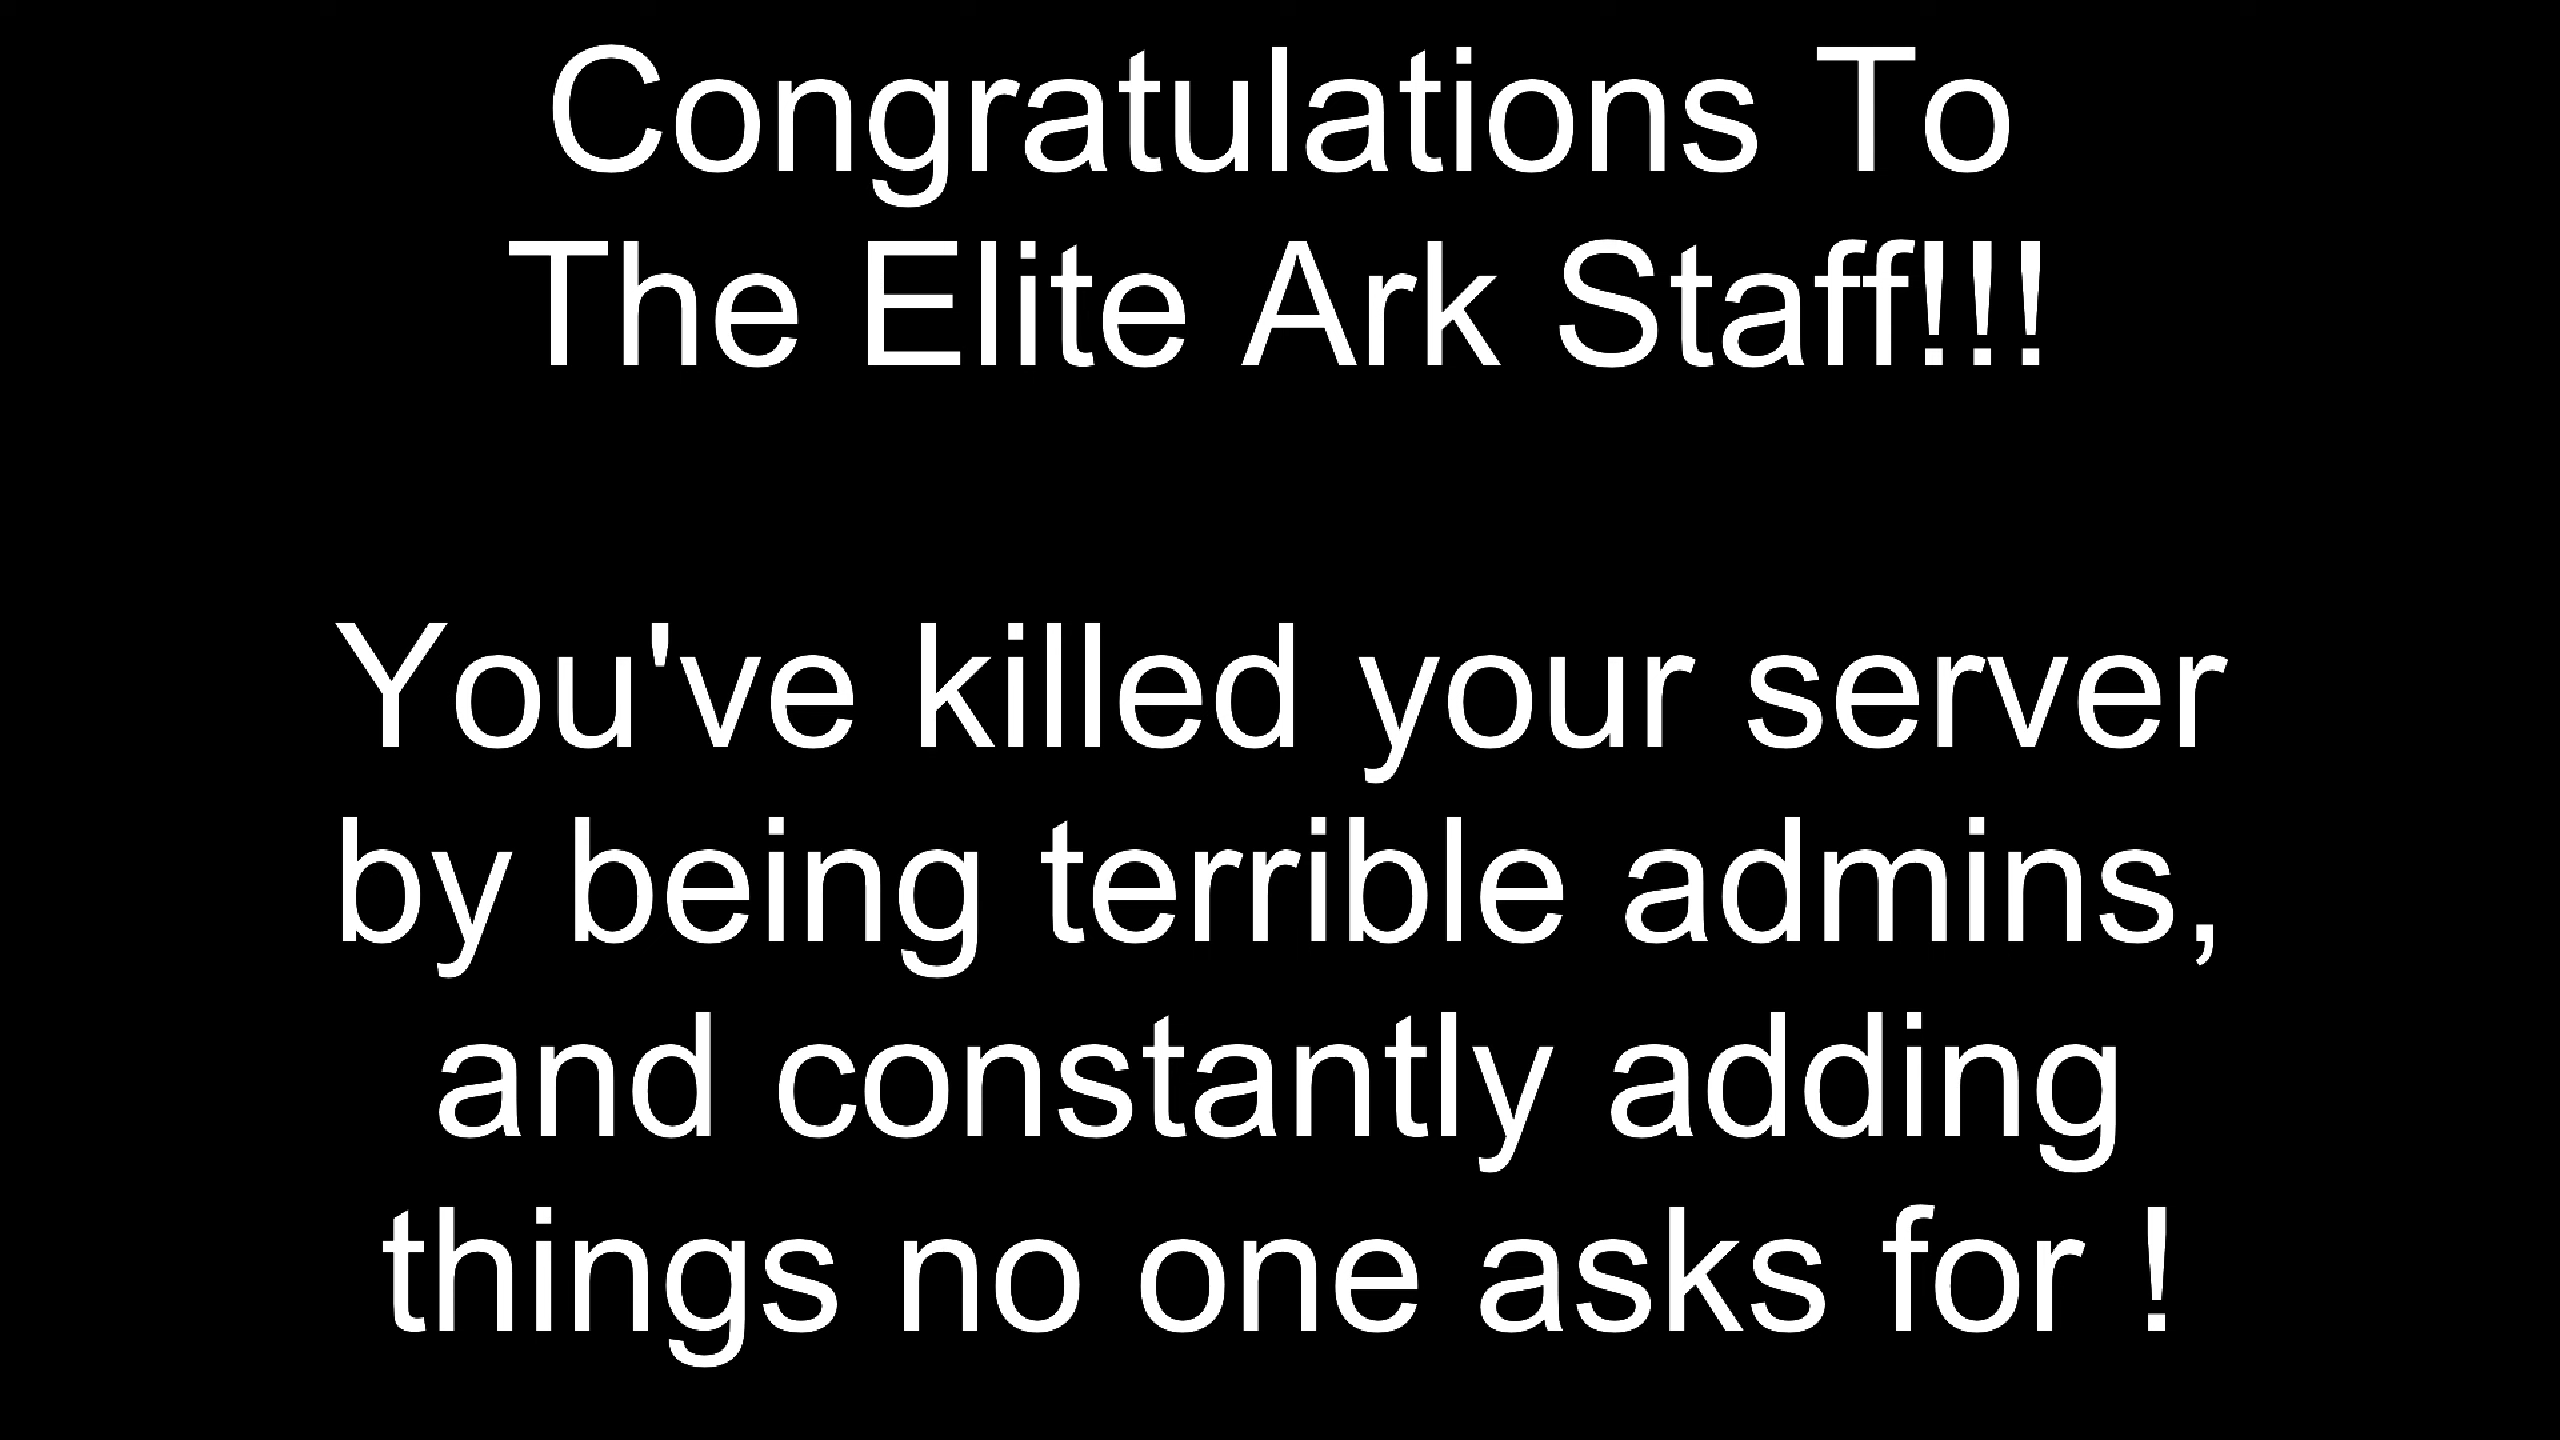 Congratulations To
The Elite Ark Staff!!!
You've killed your server
by being terrible admins,
and constantly adding
things no one asks for !